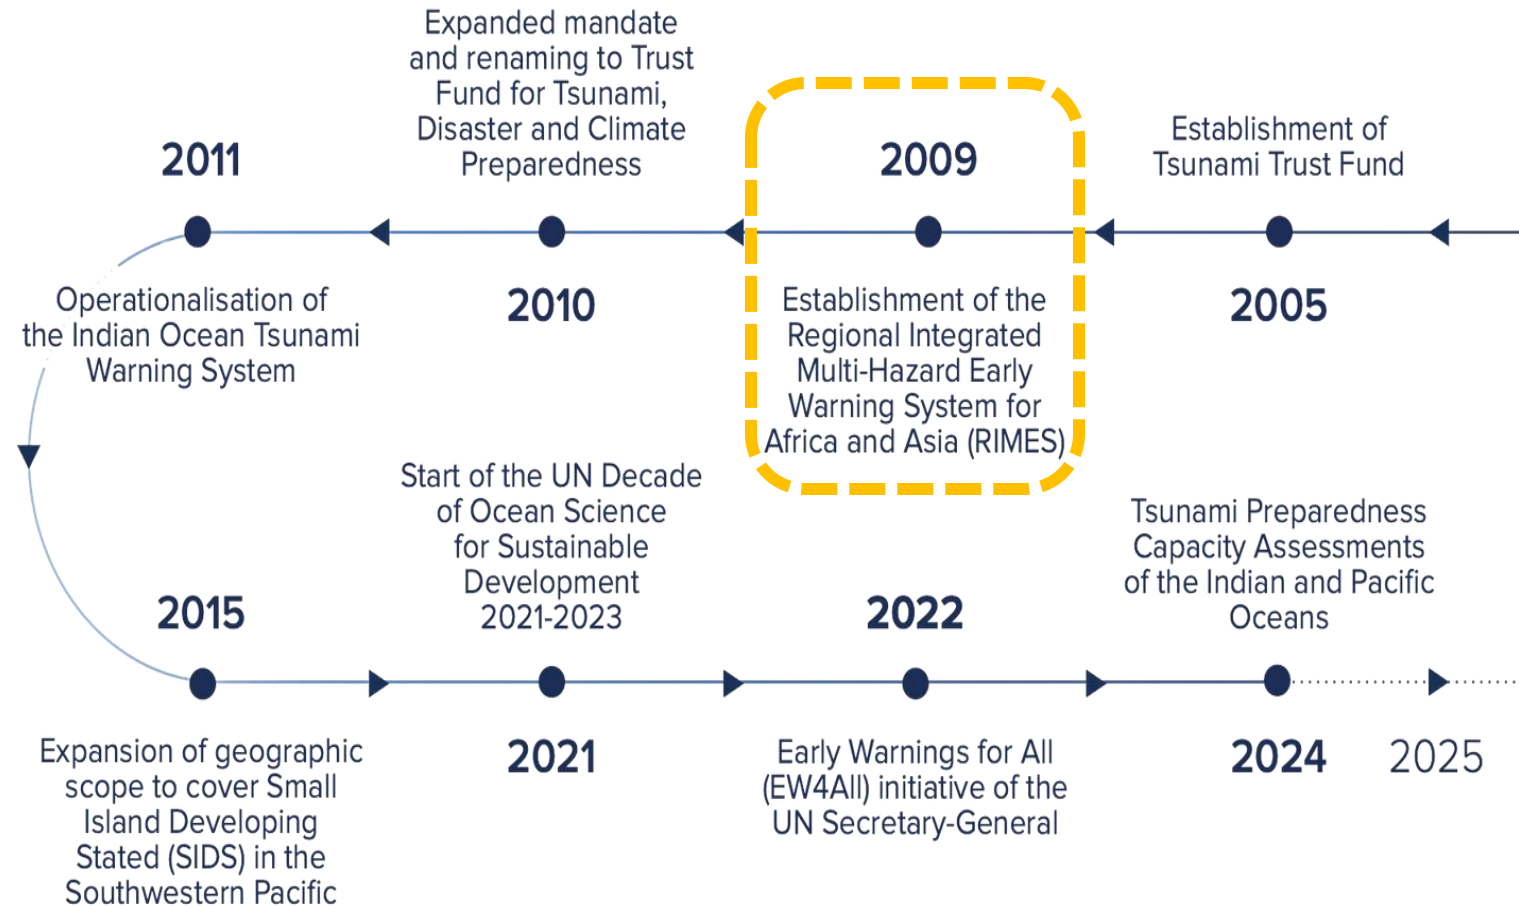 Establishment of
Tsunami Trust Fund
2005
2009
Establishment of the
Regional Integrated
Multi-Hazard Early
Warning System for
Africa and Asia (RIMES)
Expanded mandate
and renaming to Trust
Fund for Tsunami,
Disaster and Climate
Preparedness
2010
2011
Operationalisation of
the Indian Ocean Tsunami
Warning System
2015
Expansion of geographic
scope to cover Small
Island Developing
Stated (SIDS) in the
Southwestern Pacific
Start of the UN Decade
of Ocean Science
for Sustainable
Development
2021-2023
2021
2022
Early Warnings for All
(EW4All) initiative of the
UN Secretary-General
Tsunami Preparedness
Capacity Assessments
of the Indian and Pacific
Oceans
2024
2025